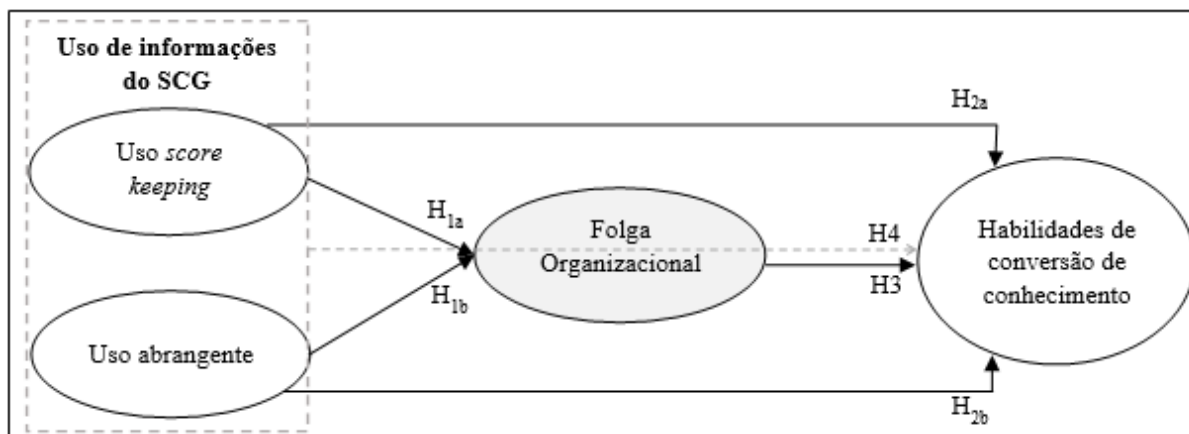 Uso de informações
do SCG
Uso score
keeping
Uso abrangente
H1a
H1b
Folga
Organizacional
H2a
H4
H3
H2b
Habilidades de
conversão de
conhecimento